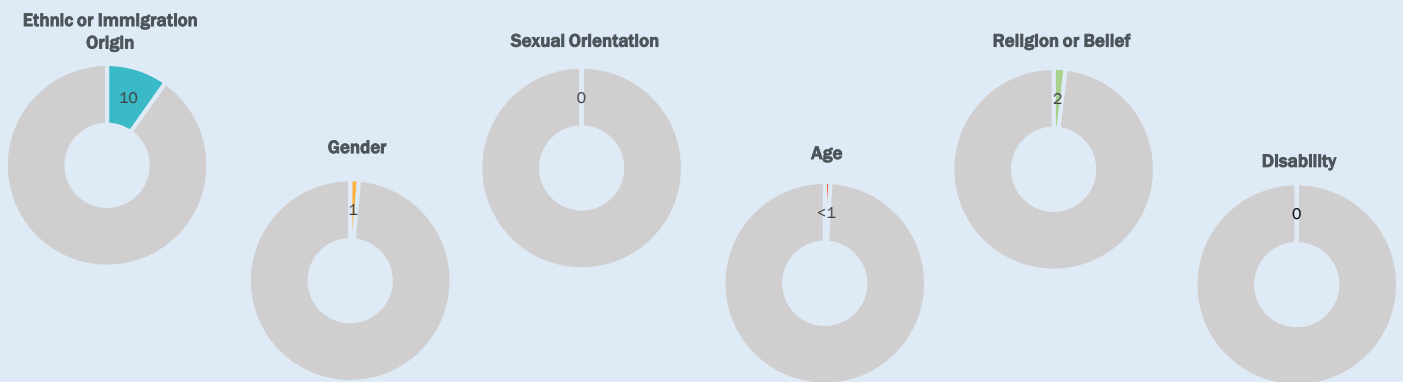 Ethnic or Immigration
Origin
10
Gender
1
Sexual Orientation
0
Age
<1
Religion or Belief
2
Disability
0